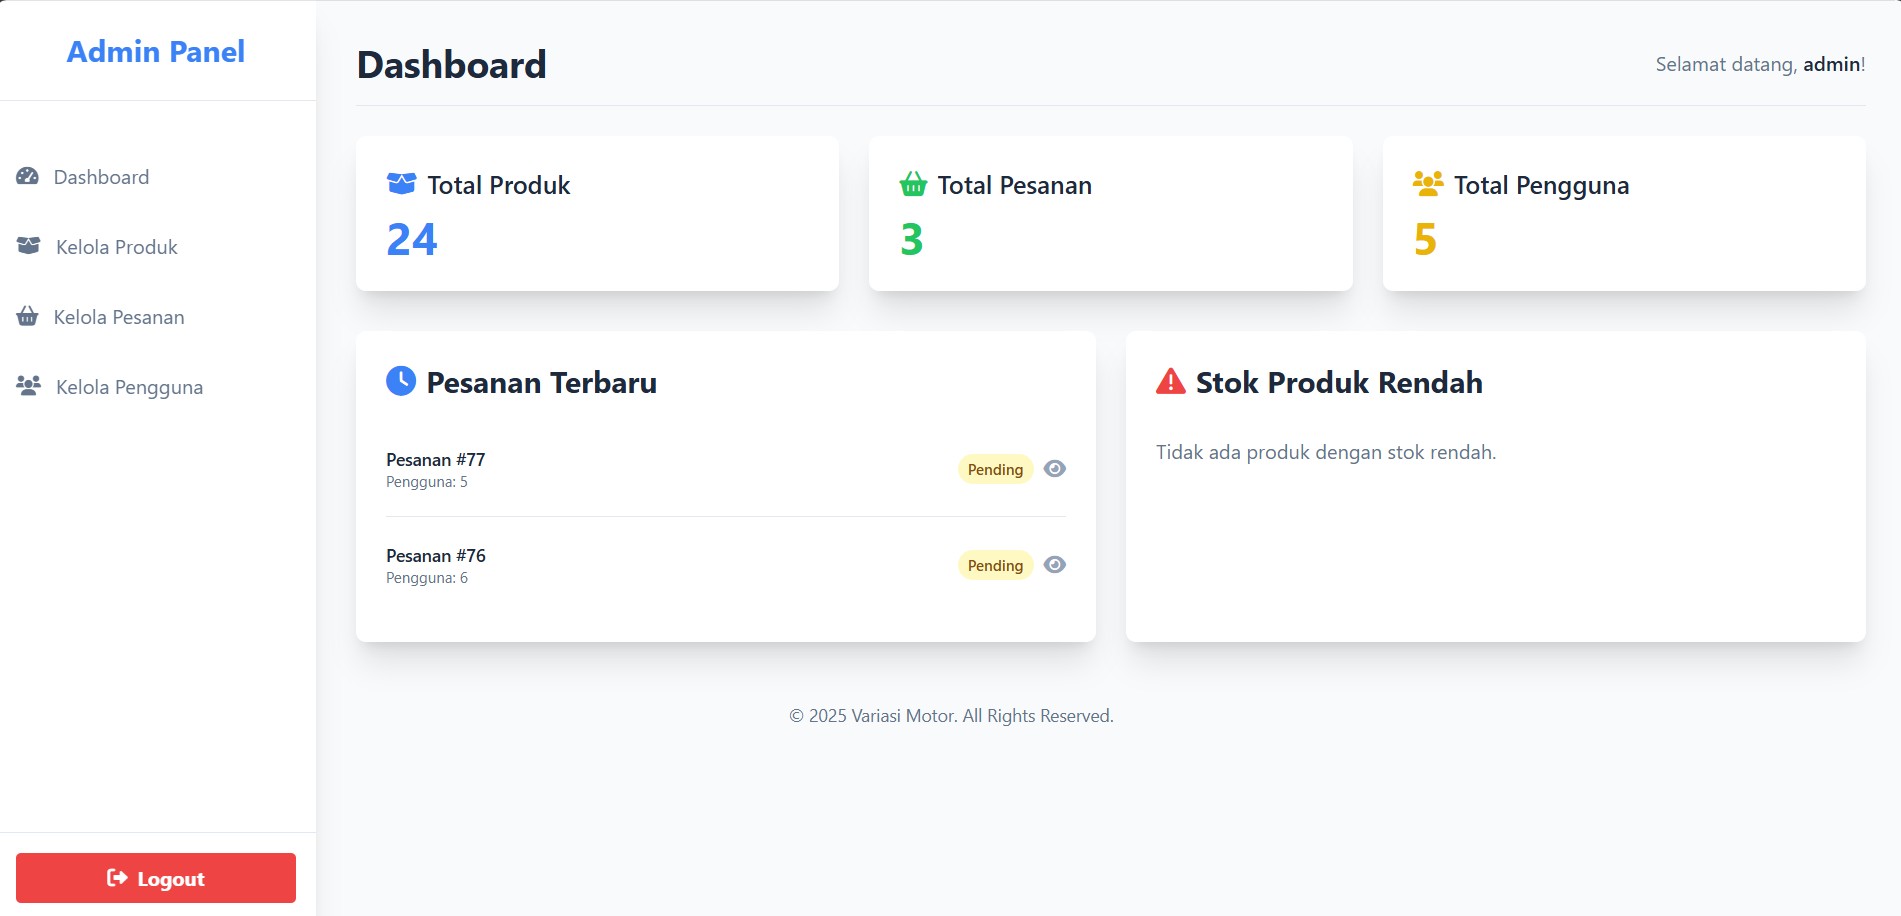 Admin Panel
Dashboard
Kelola Produk
Kelola Pesanan
Kelola Pengguna
Logout
Dashboard
Selamat datang, admin!
Total Produk
24
Total Pesanan
3
Total Pengguna
5
Pesanan Terbaru
Pesanan #77
Pengguna: 5
Pending
Pesanan #76
Pengguna: 6
Pending
Stok Produk Rendah
Tidak ada produk dengan stok rendah.
© 2025 Variasi Motor. All Rights Reserved.